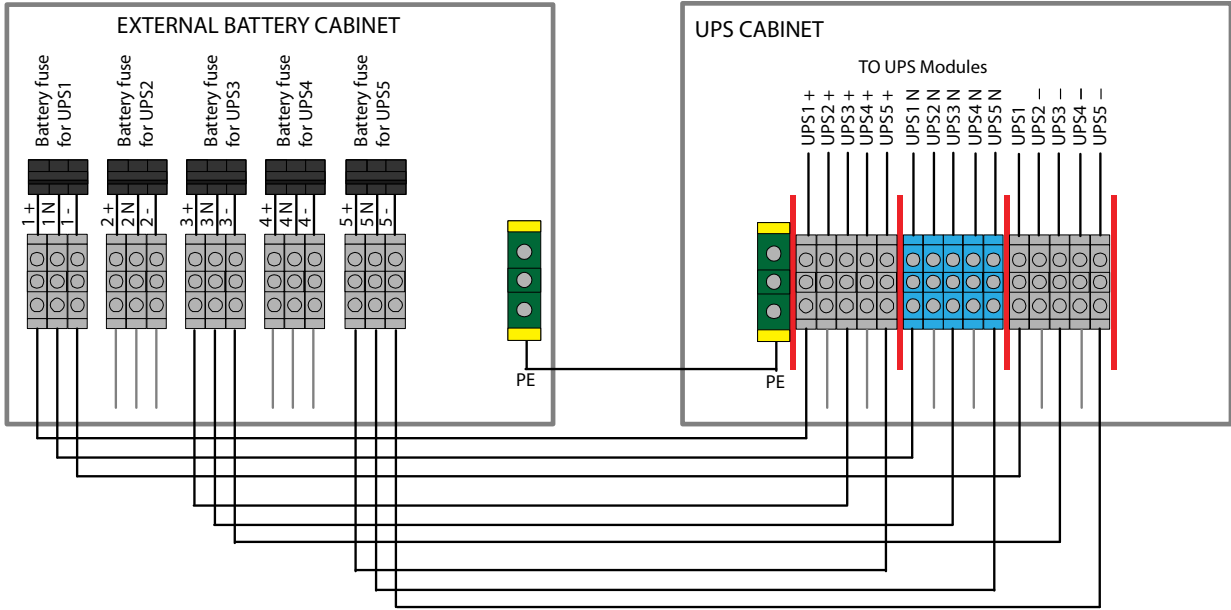 EXTERNAL BATTERY CABINET
Battery fuse
for UPS1
Battery fuse
for UPS2
Battery fuse
for UPS3
Battery fuse
for UPS4
Battery fuse
for UPS5
1 +
1 N
1 -
2 +
2 N
2 -
3 +
3 N
3 -
4 +
4 N
4 -
5 +
5 N
5 -
PE
UPS CABINET
TO UPS Modules
UPS1 +
UPS2 +
UPS3 +
UPS4 +
UPS5 +
UPS1 N
UPS2 N
UPS3 N
UPS4 N
UPS5 N
UPS1
UPS2 –
UPS3 –
UPS4 –
UPS5 –
PE